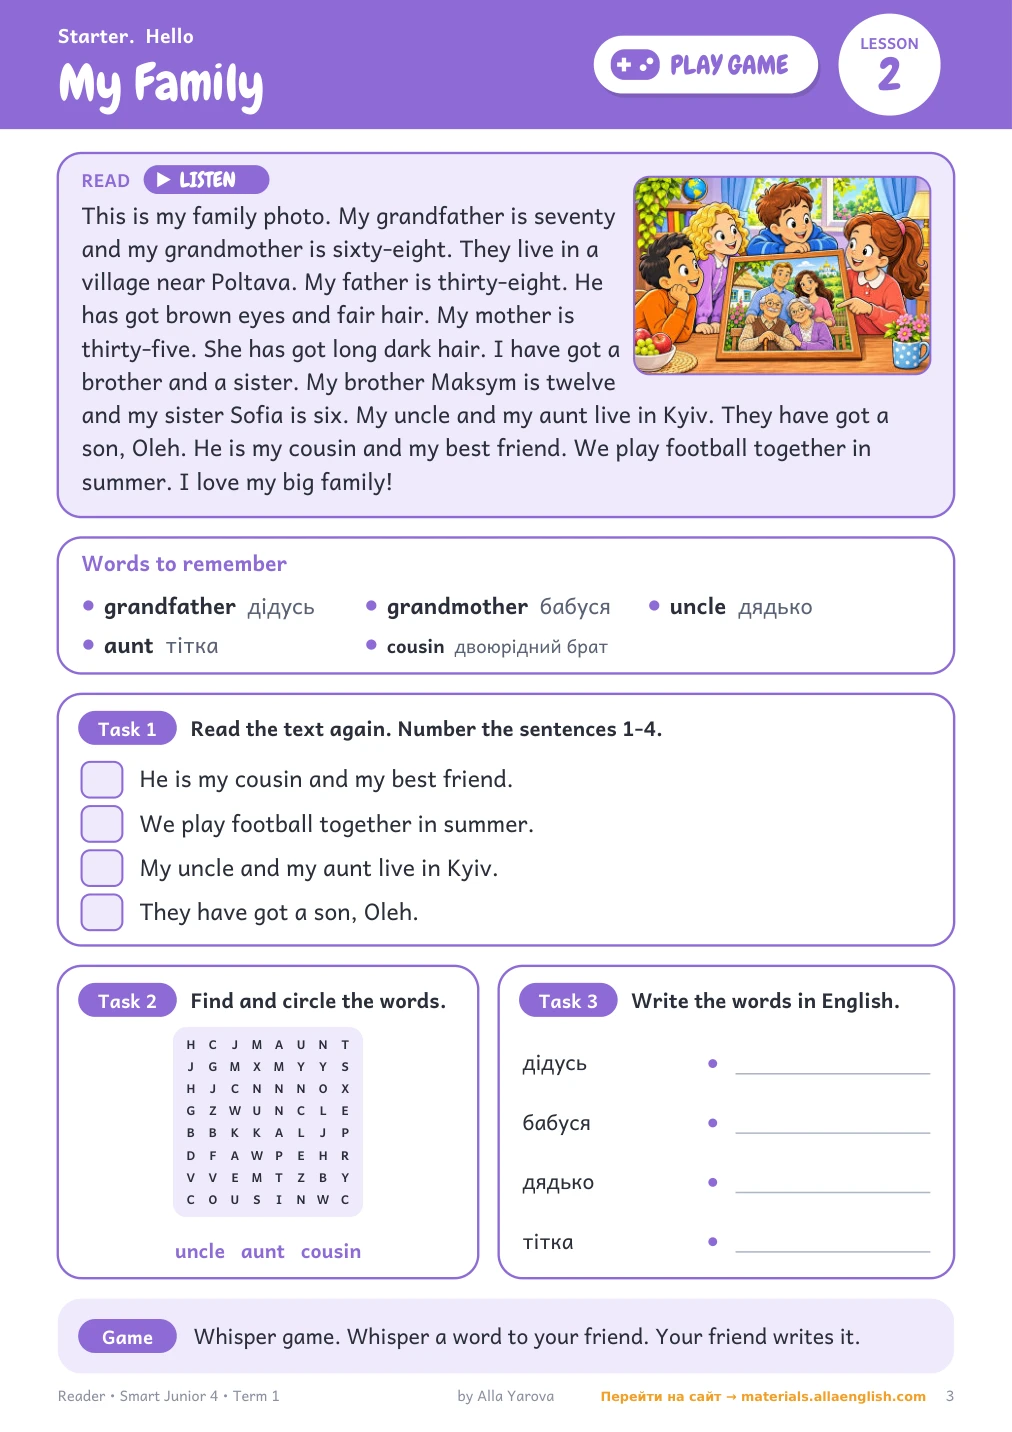 Starter. Hello
My Family
PLAY GAME
LESSON
2
READ
LISTEN
This is my family photo. My grandfather is seventy
and my grandmother is sixty-eight. They live in a
village near Poltava. My father is thirty-eight. He
has got brown eyes and fair hair. My mother is
thirty-five. She has got long dark hair. I have got a
brother and a sister. My brother Maksym is twelve
and my sister Sofia is six. My uncle and my aunt live in Kyiv. They have got a
son, Oleh. He is my cousin and my best friend. We play football together in
summer. I love my big family!
Words to remember
• grandfather дідусь • grandmother бабуся • uncle дядько
• aunt тітка • cousin двоюрідний брат
Task 1 Read the text again. Number the sentences 1-4.
He is my cousin and my best friend.
We play football together in summer.
My uncle and my aunt live in Kyiv.
They have got a son, Oleh.
Task 2 Find and circle the words.
H C J M A U N T
J G M X M Y Y S
H J C N N N O X
G Z W U N C L E
B B K K A L J P
D F A W P E H R
V V E M T Z B Y
C O U S I N W C
uncle aunt cousin
Task 3 Write the words in English.
дідусь •
бабуся •
дядько •
тітка •
Game Whisper game. Whisper a word to your friend. Your friend writes it.
Reader • Smart Junior 4 • Term 1 by Alla Yarova Перейти на сайт → materials.allaenglish.com 3